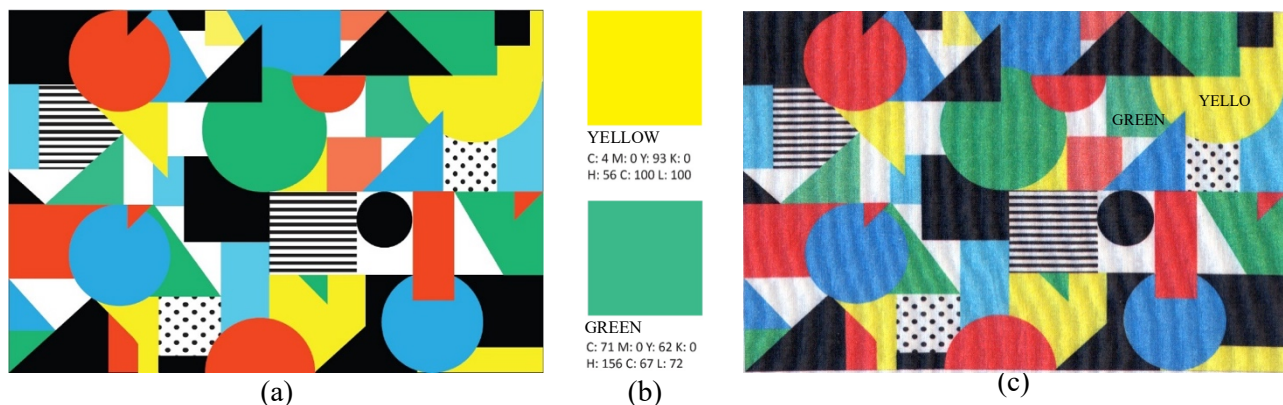 YELLOW
C: 4 M: 0 Y: 93 K: 0
H: 56 C: 100 L: 100
GREEN
C: 71 M: 0 Y: 62 K: 0
H: 156 C: 67 L: 72
YELLO
GREEN
(a)
(b)
(c)